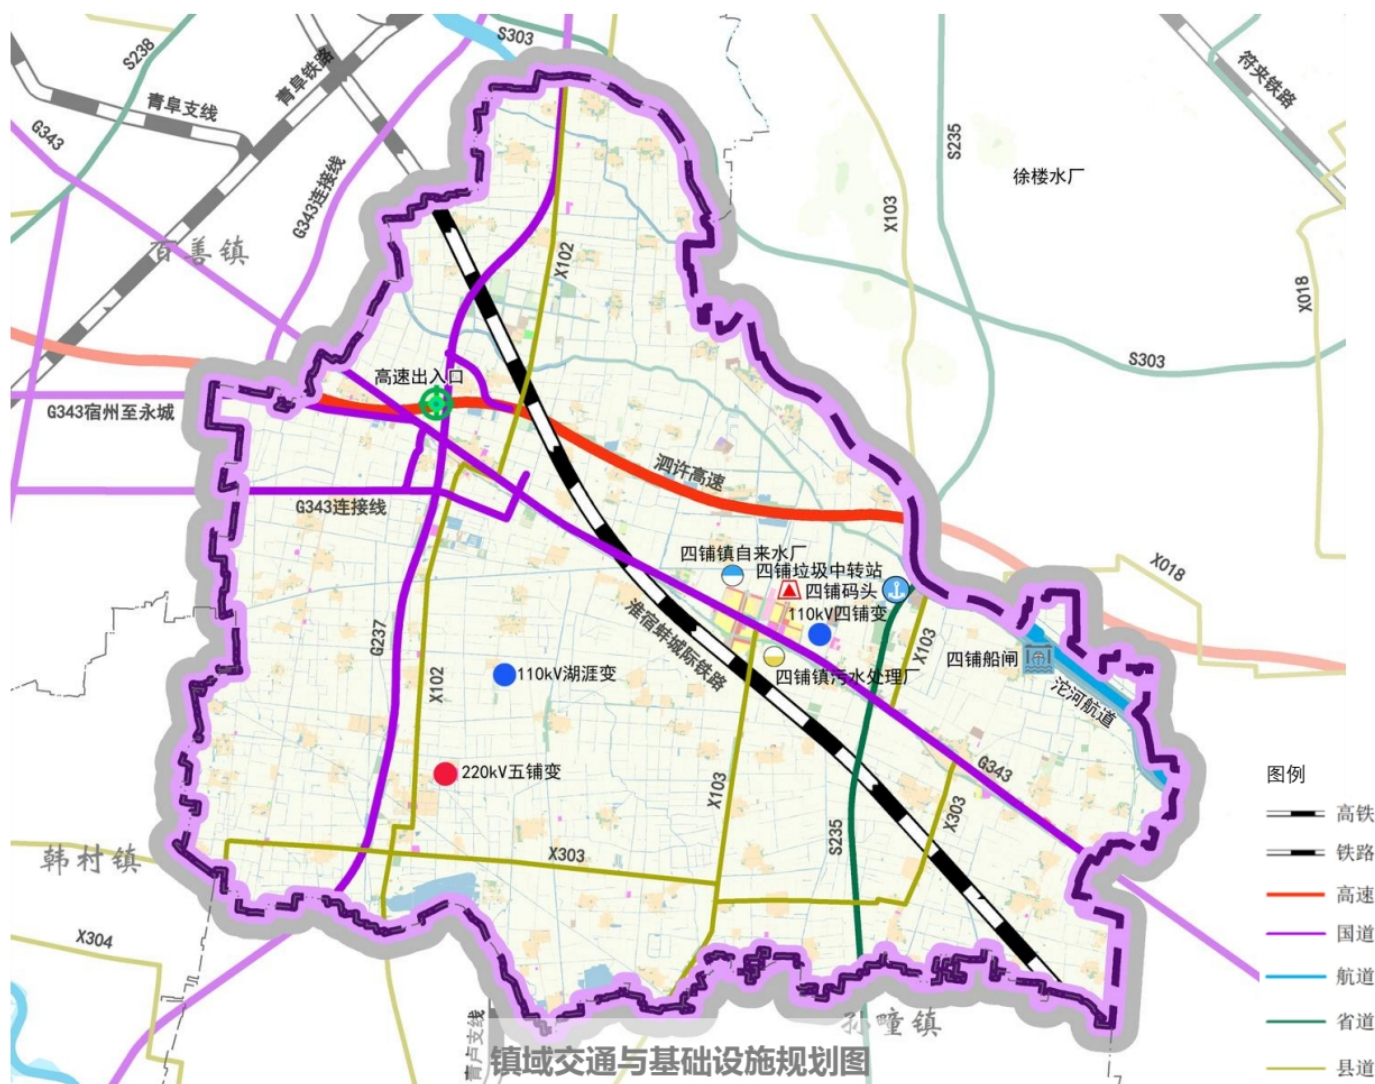 S303
S238
青阜铁路
青阜支线
G343
符夹铁路
S235
徐楼水厂
G343连接线
X103
百善镇
X102
X018
S303
高速出入口
G343宿州至永城
泗许高速
G343连接线
四铺镇自来水厂
四铺垃圾中转站
X018
四铺码头
110kV四铺变
淮宿蚌城际铁路
G237
X103
四铺船闸
110kV湖涯变
四铺镇污水处理厂
X102
沱河航道
220kV五铺变
G343
图例
X103
X303
高铁
S235
铁路
韩村镇
X303
高速
X304
国道
航道
青卢支线
孙疃镇
省道
镇域交通与基础设施规划图
县道